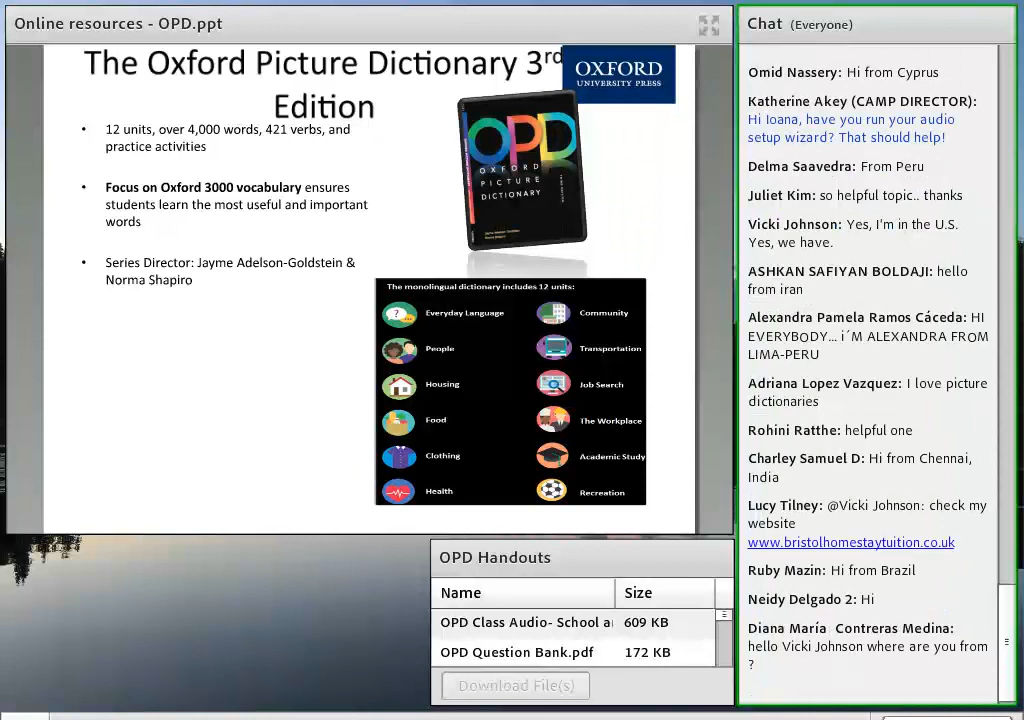 Online resources - OPD.ppt
The Oxford Picture Dictionary 3rd
Edition
OXFORD
UNIVERSITY PRESS
• 12 units, over 4,000 words, 421 verbs, and
practice activities
• Focus on Oxford 3000 vocabulary ensures
students learn the most useful and important
words
• Series Director: Jayme Adelson-Goldstein &
Norma Shapiro
OPD
OXFORD
PICTURE
DICTIONARY
The monolingual dictionary includes 12 units:
Everyday Language
People
Housing
Food
Clothing
Health
Community
Transportation
Job Search
The Workplace
Academic Study
Recreation
OPD Handouts
Name Size
OPD Class Audio- School a 609 KB
OPD Question Bank.pdf 172 KB
Download File(s)
Chat (Everyone)
Omid Nassery: Hi from Cyprus
Katherine Akey (CAMP DIRECTOR):
Hi Ioana, have you run your audio
setup wizard? That should help!
Delma Saavedra: From Peru
Juliet Kim: so helpful topic.. thanks
Vicki Johnson: Yes, I'm in the U.S.
Yes, we have.
ASHKAN SAFIYAN BOLDAJI: hello
from iran
Alexandra Pamela Ramos Cáceda: HI
EVERYBODY... i´M ALEXANDRA FROM
LIMA-PERU
Adriana Lopez Vazquez: I love picture
dictionaries
Rohini Ratthe: helpful one
Charley Samuel D: Hi from Chennai,
India
Lucy Tilney: @Vicki Johnson: check my
website
www.bristolhomestaytuition.co.uk
Ruby Mazin: Hi from Brazil
Neidy Delgado 2: Hi
Diana María Contreras Medina:
hello Vicki Johnson where are you from
?